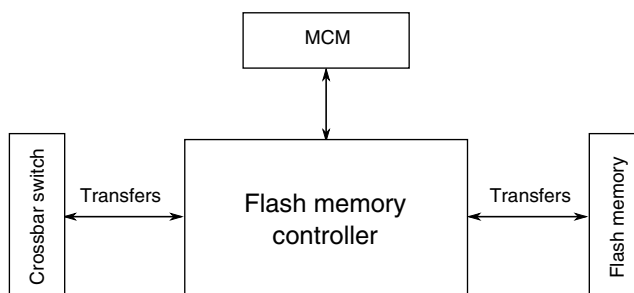 MCM
Crossbar switch
Transfers
Flash memory
controller
Transfers
Flash memory